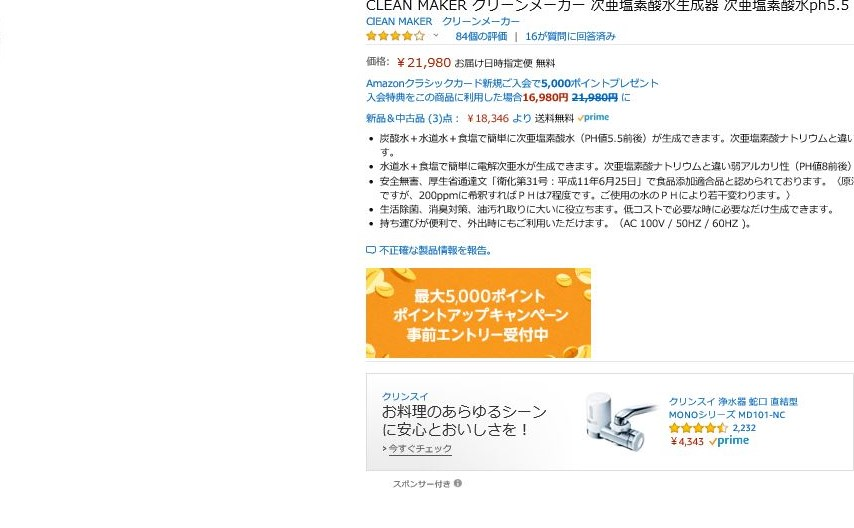 CLEAN MAKER クリーンメーカー 次亜塩素酸水生成器 次亜塩素酸水ph5.5
ClEAN MAKER　クリーンメーカー
84個の評価 | 16が質問に回答済み
価格: ￥21,980 お届け日時指定便 無料
Amazonクラシックカード新規ご入会で5,000ポイントプレゼント
入会特典をこの商品に利用した場合16,980円 21,980円 に
新品＆中古品 (3)点： ￥18,346 より 送料無料 prime
炭酸水＋水道水＋食塩で簡単に次亜塩素酸水（PH値5.5前後）が生成できます。次亜塩素酸ナトリウムと違い
す。
水道水＋食塩で簡単に電解次亜水が生成できます。次亜塩素酸ナトリウムと違い弱アルカリ性（PH値8前後）
安全無害、厚生省通達文「衛化第31号：平成11年6月25日」で食品添加適合品と認められております。（原液
ですが、200ppmに希釈すればＰＨは7程度です。ご使用の水のＰＨにより若干変わります。）
生活除菌、消臭対策、油汚れ取りに大いに役立ちます。低コストで必要な時に必要なだけ生成できます。
持ち運びが便利で、外出時にもご利用いただけます。（AC 100V / 50HZ / 60HZ )。
不正確な製品情報を報告。
最大5,000ポイント
ポイントアップキャンペーン
事前エントリー受付中
クリンスイ
お料理のあらゆるシーン
に安心とおいしさを！
›今すぐチェック
クリンスイ 浄水器 蛇口 直結型
MONOシリーズ MD101-NC
2,232
￥4,343 prime
スポンサー付き